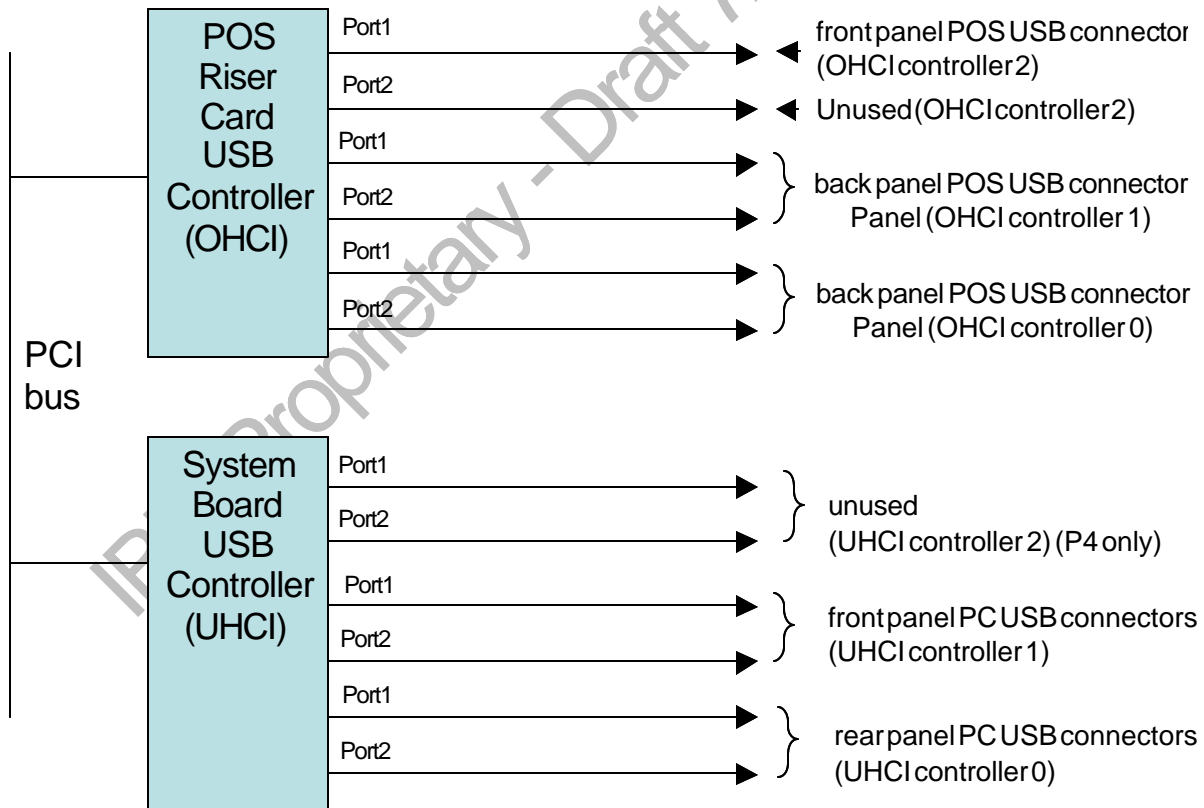 POS
Riser
Card
USB
Controller
(OHCI)
Port1
Port2
Port1
Port2
Port1
Port2
front panel POS USB connector
(OHCI controller 2)
Unused (OHCI controller 2)
back panel POS USB connector
Panel (OHCI controller 1)
back panel POS USB connector
Panel (OHCI controller 0)
PCI
bus
System
Board
USB
Controller
(UHCI)
Port1
Port2
Port1
Port2
Port1
Port2
unused
(UHCI controller 2) (P4 only)
front panel PC USB connectors
(UHCI controller 1)
rear panel PC USB connectors
(UHCI controller 0)
Proprietary - Draft